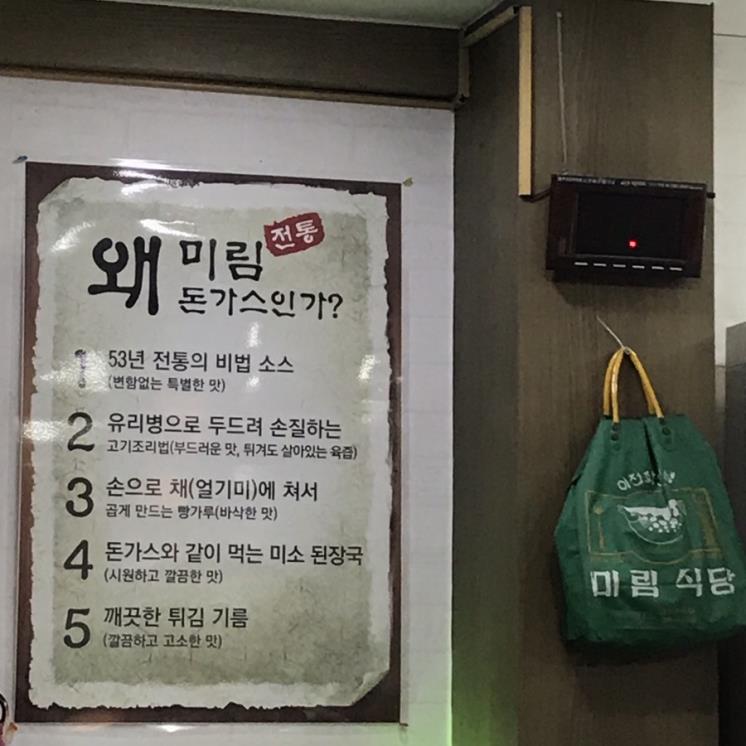 왜 미림 전통
돈가스인가?
1 53년 전통의 비법 소스
(변함없는 특별한 맛)
2 유리병으로 두드려 손질하는
고기조리법(부드러운 맛, 튀겨도 살아있는 육즙)
3 손으로 채(얼기미)에 쳐서
곱게 만드는 빵가루(바삭한 맛)
4 돈가스와 같이 먹는 미소 된장국
(시원하고 깔끔한 맛)
5 깨끗한 튀김 기름
(깔끔하고 고소한 맛)
미림 식당